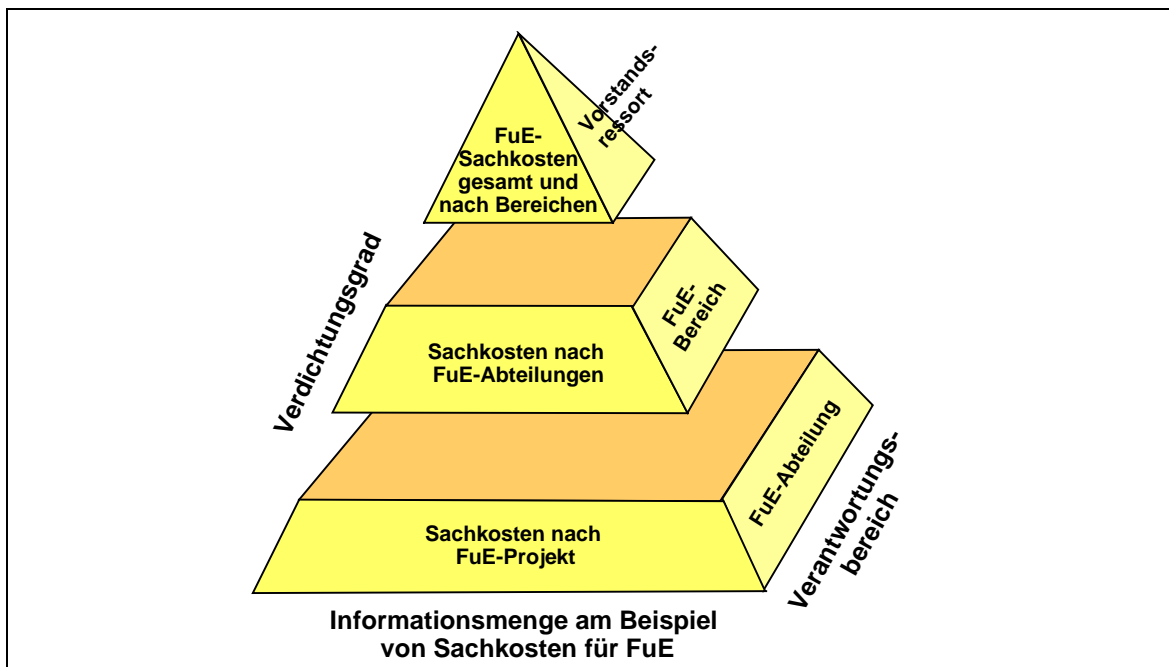 Vorstands-
ressort
FuE-
Sachkosten
gesamt und
nach Bereichen
Verdichtungsgrad
FuE-
Bereich
Sachkosten nach
FuE-Abteilungen
FuE-Abteilung
Verantwortungs-
bereich
Sachkosten nach
FuE-Projekt
Informationsmenge am Beispiel
von Sachkosten für FuE